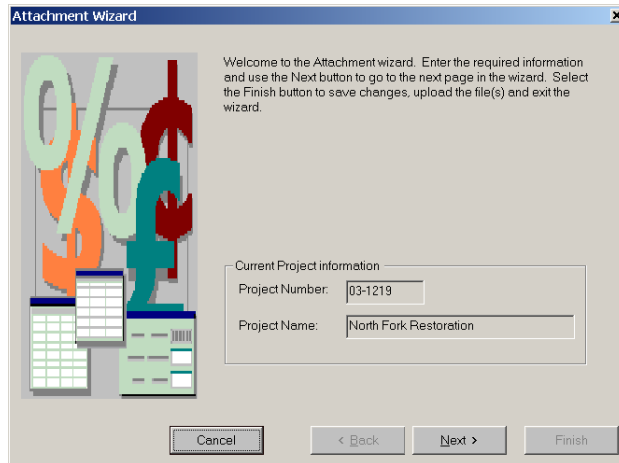 Attachment Wizard
Welcome to the Attachment wizard. Enter the required information
and use the Next button to go to the next page in the wizard. Select
the Finish button to save changes, upload the file(s) and exit the
wizard.
Current Project information
Project Number: 03-1219
Project Name: North Fork Restoration
Cancel < Back Next > Finish